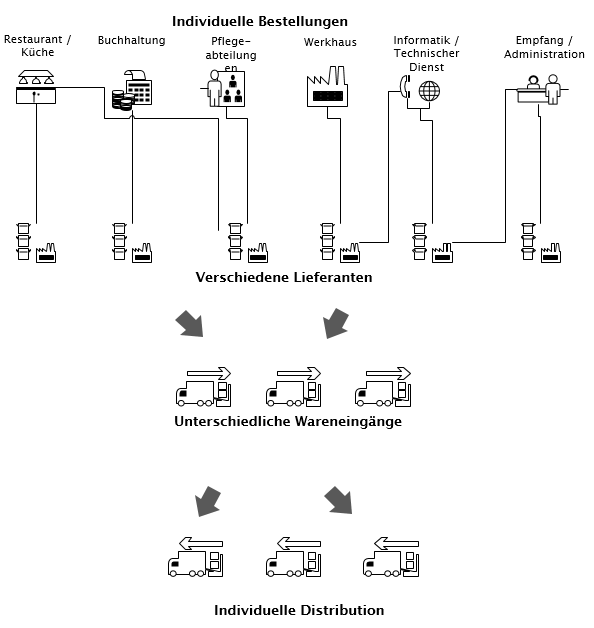 Individuelle Bestellungen
Restaurant /
Küche
Buchhaltung
Pflege-
abteilung
en
Werkhaus
Informatik /
Technischer
Dienst
Empfang /
Administration
Verschiedene Lieferanten
Unterschiedliche Wareneingänge
Individuelle Distribution